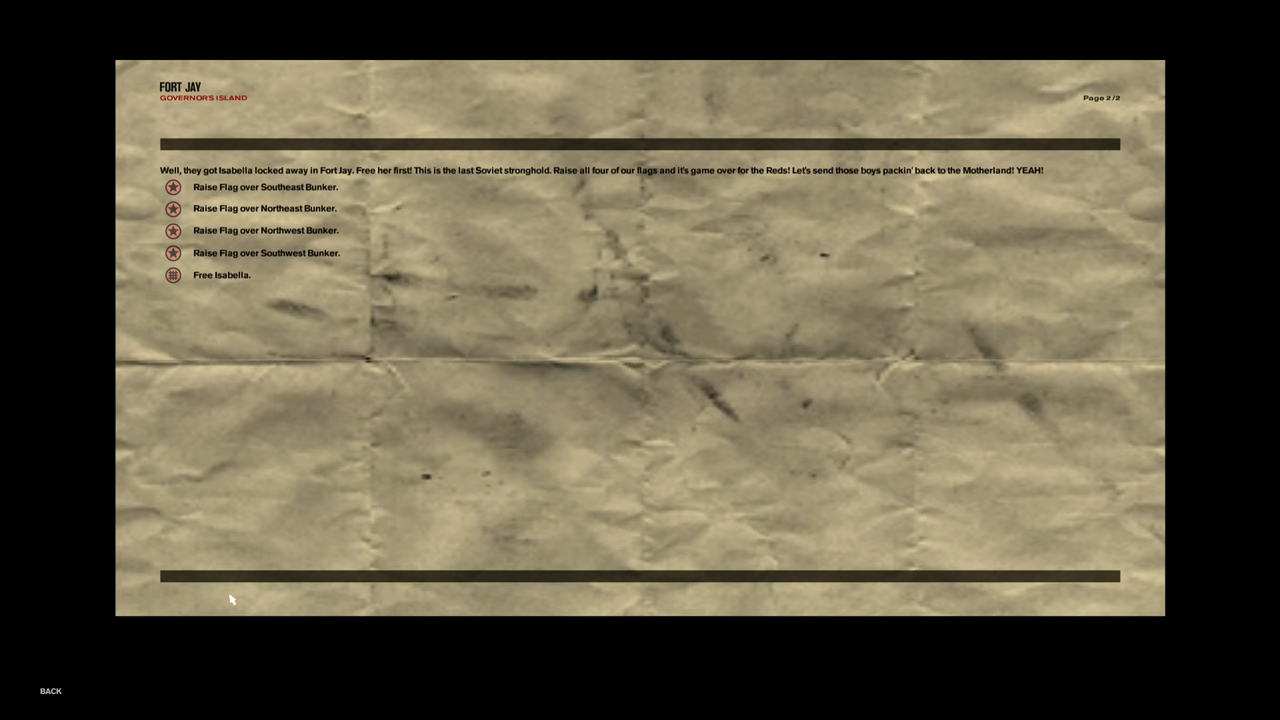 FORT JAY
GOVERNOR'S ISLAND
Page 2/2
Well, they got Isabella locked away in Fort Jay. Free her first! This is the last Soviet stronghold. Raise all four of our flags and it's game over for the Reds! Let's send those boys packin' back to the Motherland! YEAH!
Raise Flag over Southeast Bunker.
Raise Flag over Northeast Bunker.
Raise Flag over Northwest Bunker.
Raise Flag over Southwest Bunker.
Free Isabella.
BACK